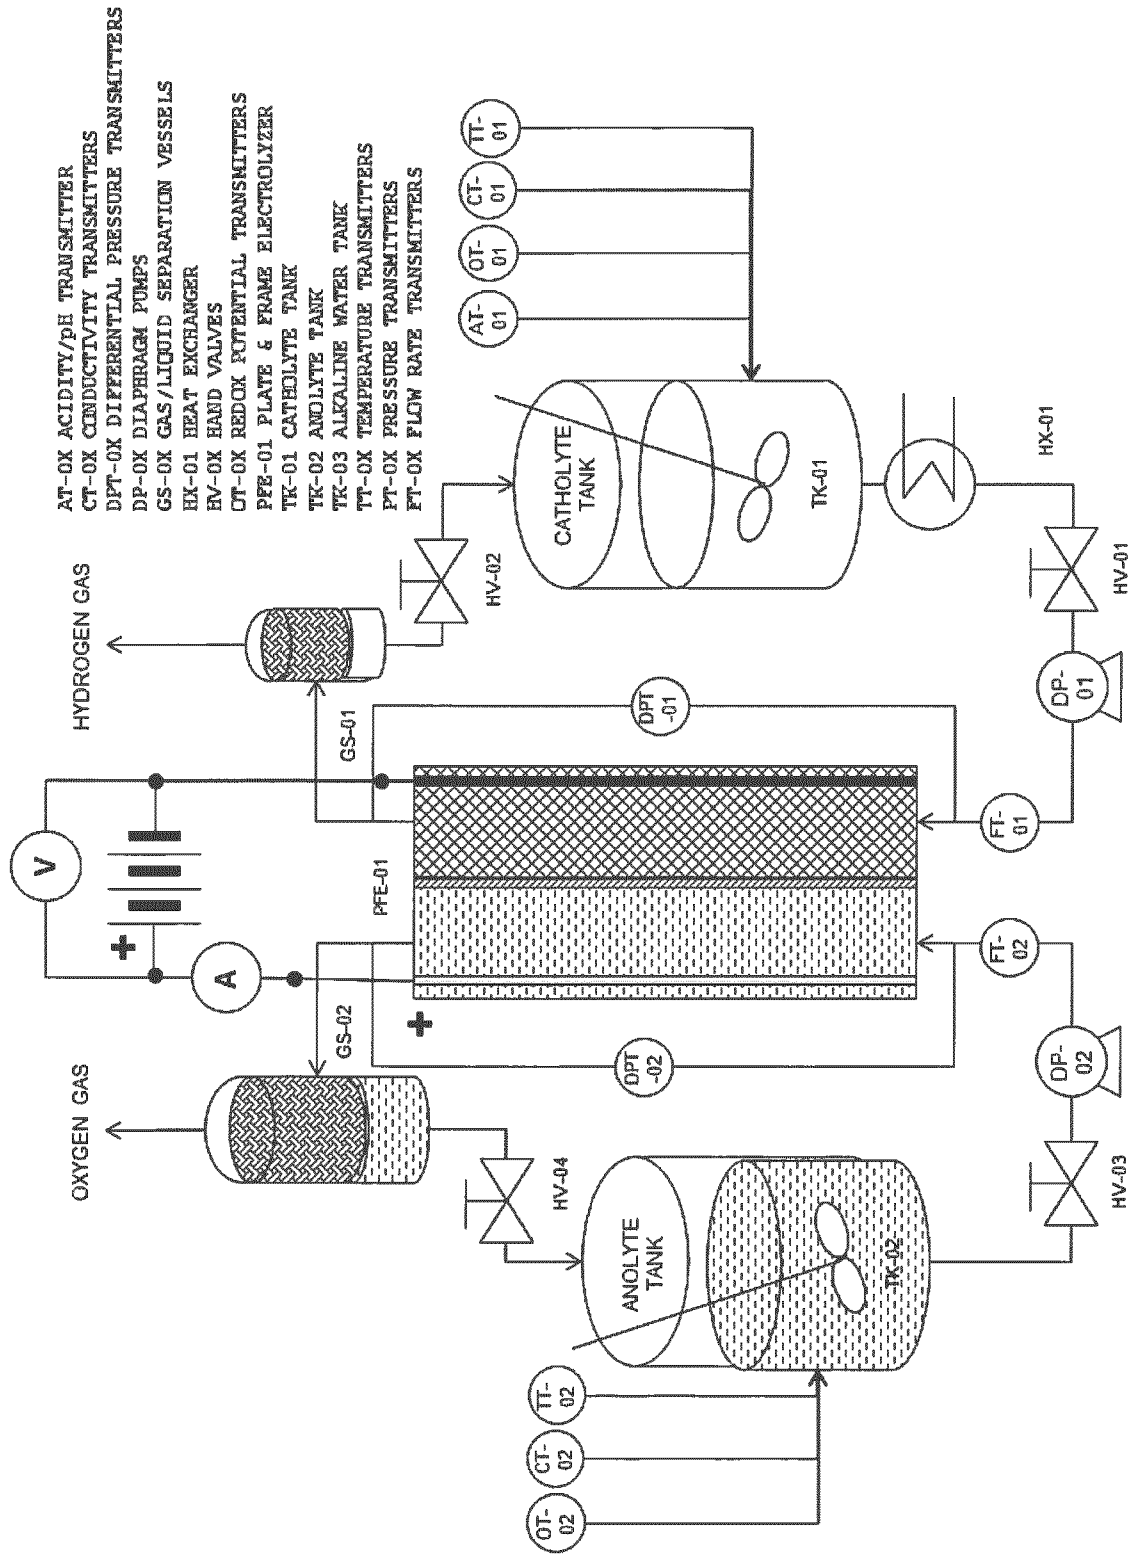 AT-0X ACIDITY/pH TRANSMITTER
CT-0X CONDUCTIVITY TRANSMITTERS
DPT-0X DIFFERENTIAL PRESSURE TRANSMITTERS
DP-0X DIAPHRAGM PUMPS
GS-0X GAS/LIQUID SEPARATION VESSELS
HX-01 HEAT EXCHANGER
HV-0X HAND VALVES
OT-0X REDOX POTENTIAL TRANSMITTERS
PFE-01 PLATE & FRAME ELECTROLYZER
TK-01 CATHOLYTE TANK
TK-02 ANOLYTE TANK
TK-03 ALKALINE WATER TANK
TT-0X TEMPERATURE TRANSMITTERS
PT-0X PRESSURE TRANSMITTERS
FT-0X FLOW RATE TRANSMITTERS
OXYGEN GAS
HYDROGEN GAS
V
A
+
+
GS-02
GS-01
PFE-01
HV-04
HV-02
ANOLYTE
TANK
CATHOLYTE
TANK
OT-
02
CT-
02
TT-
02
AT-
01
OT-
01
CT-
01
TT-
01
DPT
-02
DPT
-01
TK-02
TK-01
FT-
02
FT-
01
DP-
02
DP-
01
HV-03
HV-01
HX-01